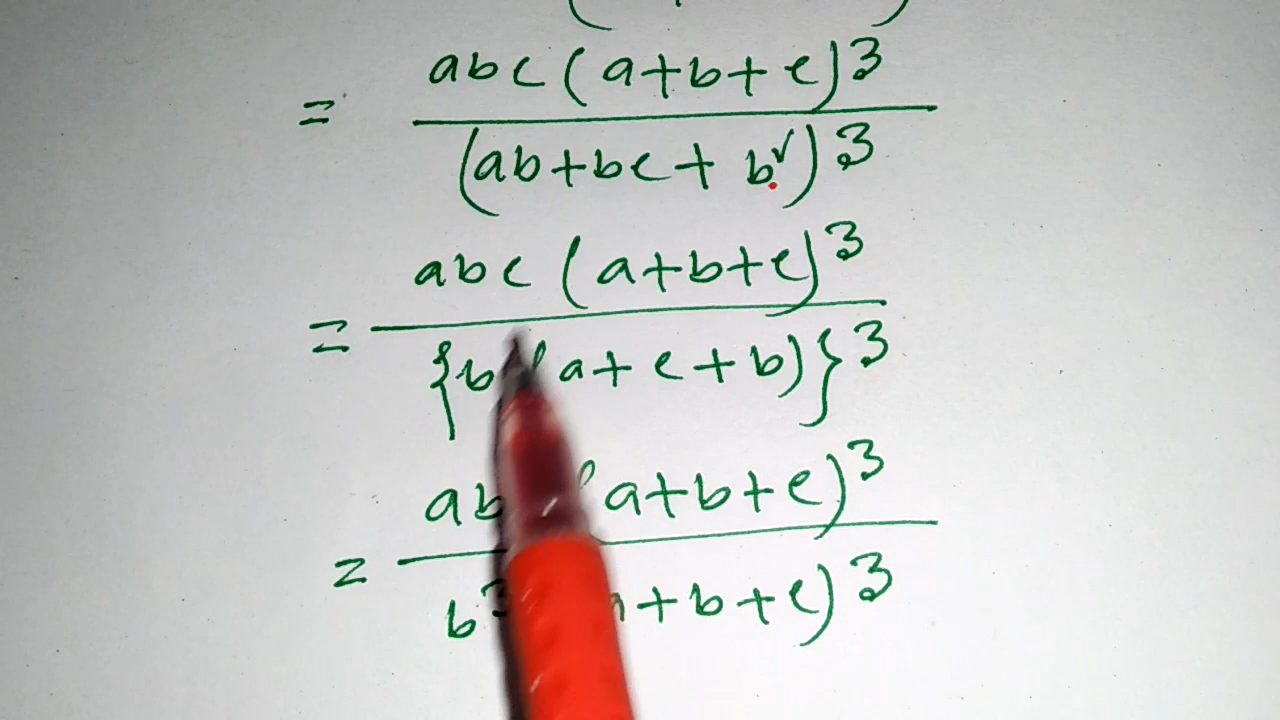 = abc(a+b+c)3 / (ab+bc+b²)3
= abc(a+b+c)3 / {b(a+c+b)}3
= ab (a+b+c)3 / b3 a+b+c)3